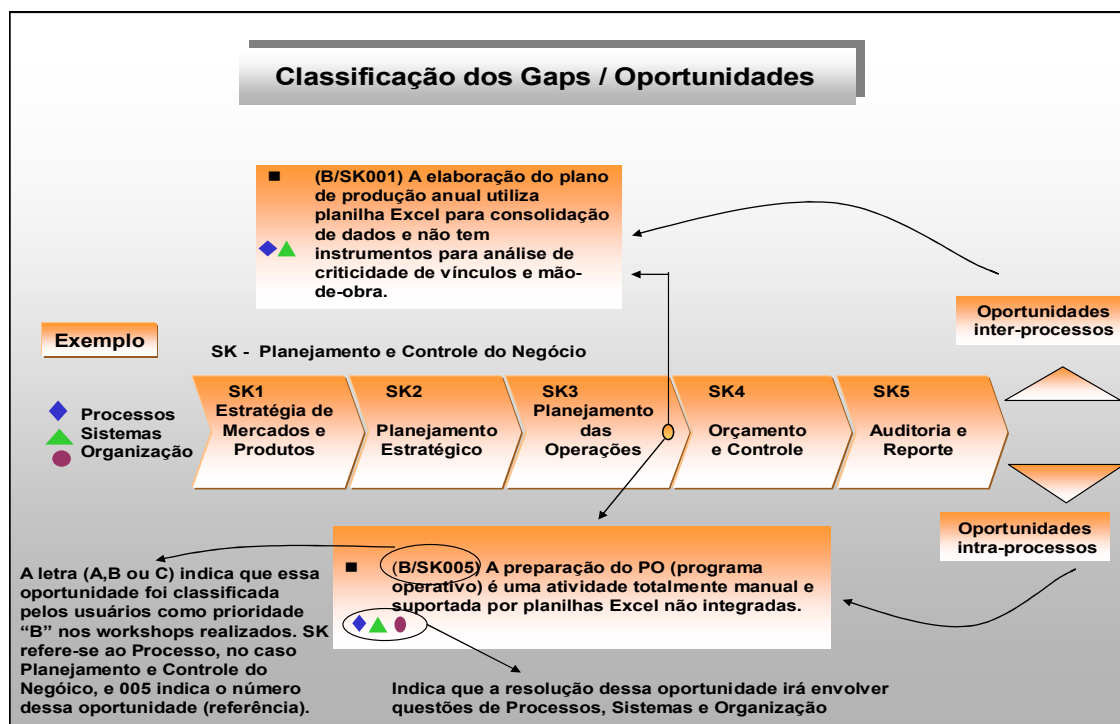 Classificação dos Gaps / Oportunidades
(B/SK001) A elaboração do plano
de produção anual utiliza
planilha Excel para consolidação
de dados e não tem
instrumentos para análise de
criticidade de vínculos e mão-
de-obra.
Oportunidades
inter-processos
Exemplo
SK - Planejamento e Controle do Negócio
Processos
Sistemas
Organização
SK1
Estratégia de
Mercados e
Produtos
SK2
Planejamento
Estratégico
SK3
Planejamento
das
Operações
SK4
Orçamento
e Controle
SK5
Auditoria e
Reporte
Oportunidades
intra-processos
(B/SK005) A preparação do PO (programa
operativo) é uma atividade totalmente manual e
suportada por planilhas Excel não integradas.
A letra (A,B ou C) indica que essa
oportunidade foi classificada
pelos usuários como prioridade
“B” nos workshops realizados. SK
refere-se ao Processo, no caso
Planejamento e Controle do
Negóico, e 005 indica o número
dessa oportunidade (referência).
Indica que a resolução dessa oportunidade irá envolver
questões de Processos, Sistemas e Organização